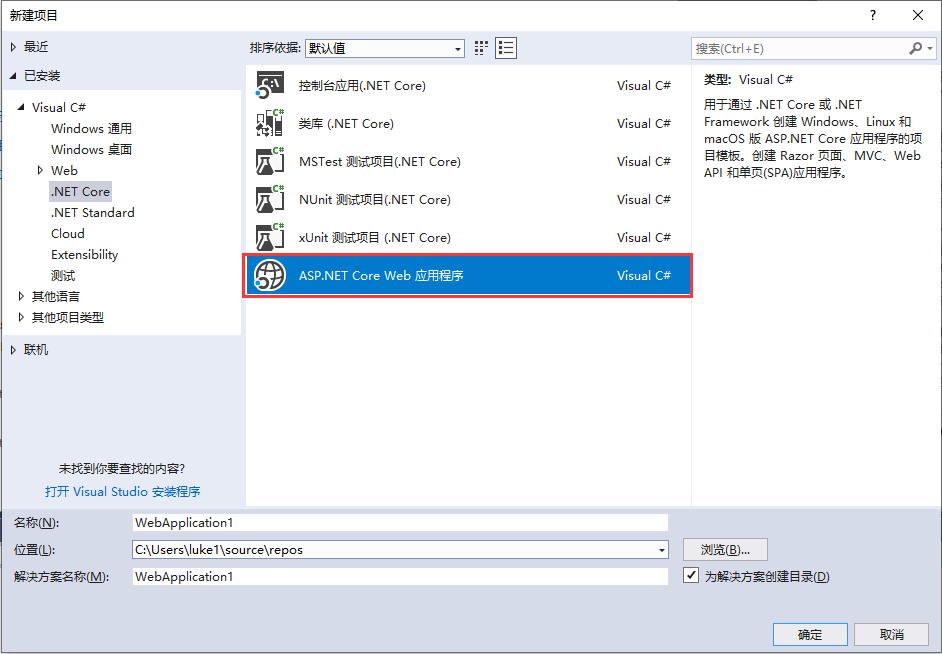 新建项目
?
最近
排序依据: 默认值
搜索(Ctrl+E)
已安装
Visual C#
Windows 通用
Windows 桌面
Web
.NET Core
.NET Standard
Cloud
Extensibility
测试
其他语言
其他项目类型
联机
未找到你要查找的内容?
打开 Visual Studio 安装程序
控制台应用(.NET Core) Visual C#
类库 (.NET Core) Visual C#
MSTest 测试项目(.NET Core) Visual C#
NUnit 测试项目(.NET Core) Visual C#
xUnit 测试项目 (.NET Core) Visual C#
ASP.NET Core Web 应用程序 Visual C#
类型: Visual C#
用于通过 .NET Core 或 .NET
Framework 创建 Windows、Linux 和
macOS 版 ASP.NET Core 应用程序的项
目模板。创建 Razor 页面、MVC、Web
API 和单页(SPA)应用程序。
名称(N): WebApplication1
位置(L): C:\Users\luke1\source\repos 浏览(B)...
解决方案名称(M): WebApplication1 为解决方案创建目录(D)
确定 取消